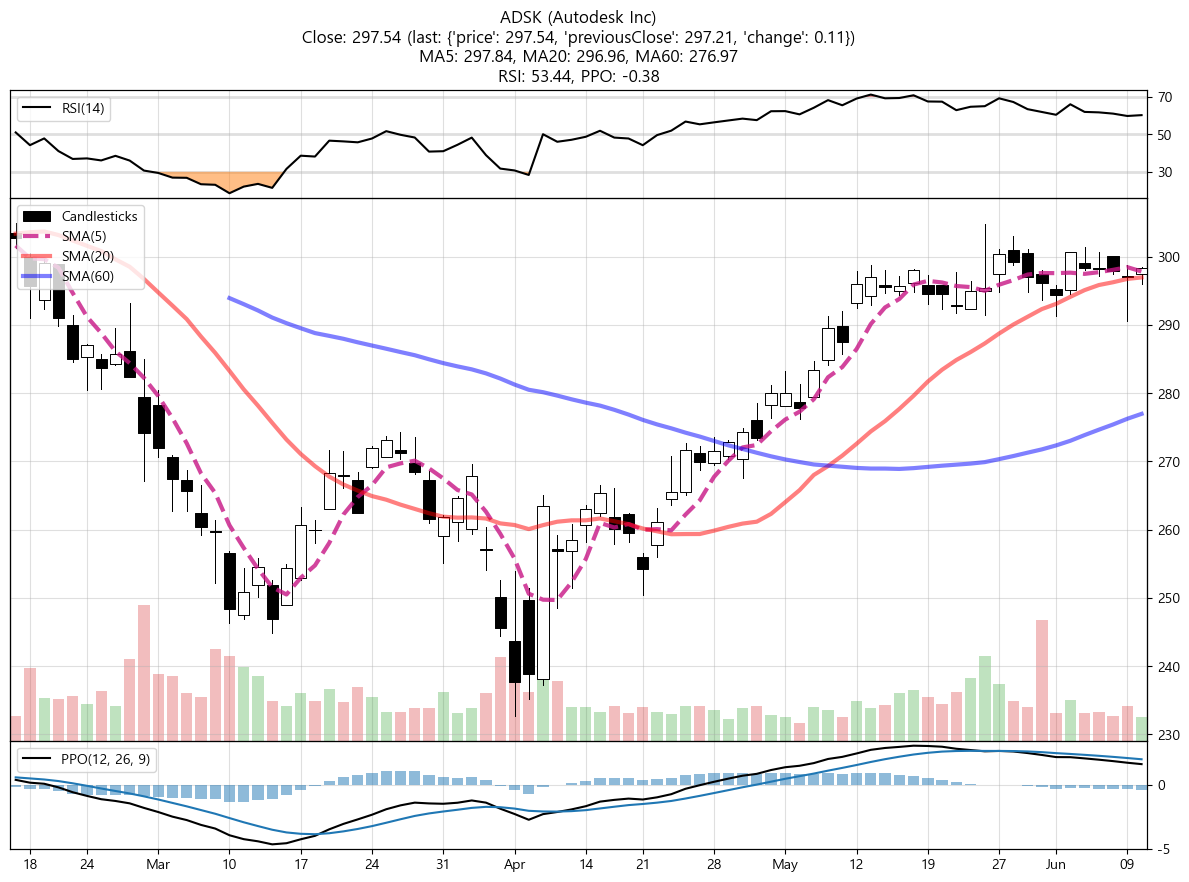 ADSK (Autodesk Inc)
Close: 297.54 (last: {'price': 297.54, 'previousClose': 297.21, 'change': 0.11})
MA5: 297.84, MA20: 296.96, MA60: 276.97
RSI: 53.44, PPO: -0.38
RSI(14)
70
50
30
Candlesticks
SMA(5)
SMA(20)
SMA(60)
300
290
280
270
260
250
240
230
PPO(12, 26, 9)
0
-5
18 24 Mar 10 17 24 31 Apr 14 21 28 May 12 19 27 Jun 09